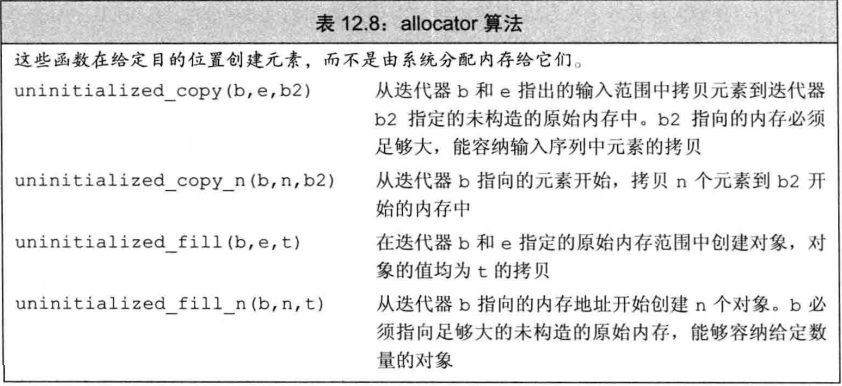 表 12.8：allocator 算法
这些函数在给定目的位置创建元素，而不是由系统分配内存给它们。
uninitialized_copy(b,e,b2) 从迭代器 b 和 e 指出的输入范围中拷贝元素到迭代器
b2 指定的未构造的原始内存中。b2 指向的内存必须
足够大，能容纳输入序列中元素的拷贝
uninitialized_copy_n(b,n,b2) 从迭代器 b 指向的元素开始，拷贝 n 个元素到 b2 开
始的内存中
uninitialized_fill(b,e,t) 在迭代器 b 和 e 指定的原始内存范围中创建对象，对
象的值均为 t 的拷贝
uninitialized_fill_n(b,n,t) 从迭代器 b 指向的内存地址开始创建 n 个对象。b 必
须指向足够大的未构造的原始内存，能够容纳给定数
量的对象